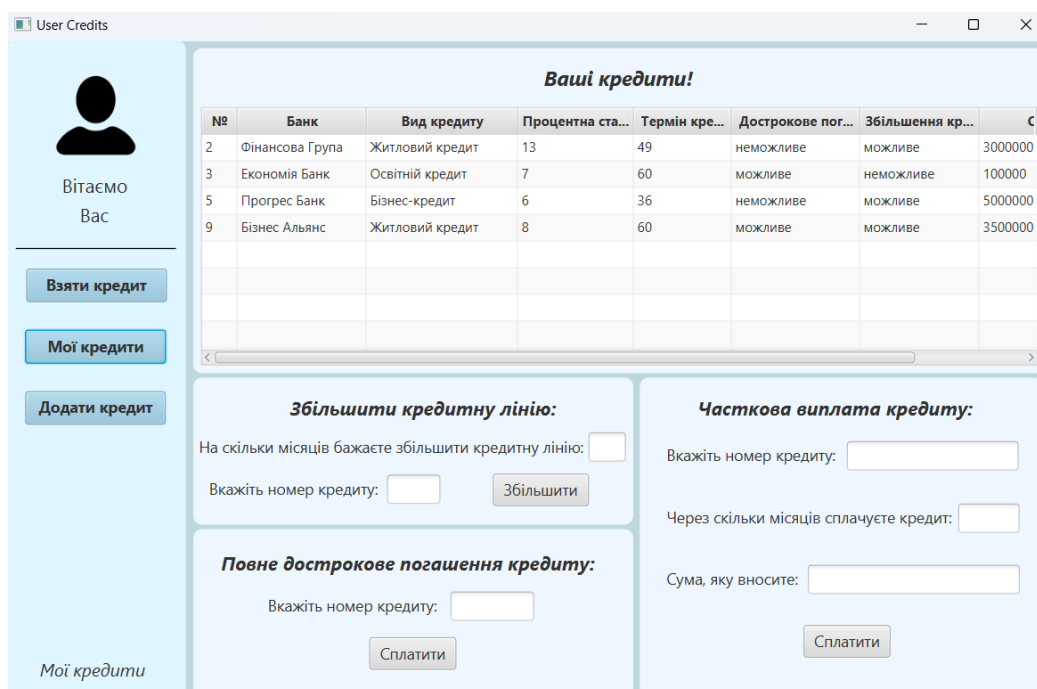 User Credits
Вітаємо
Вас
Взяти кредит
Мої кредити
Додати кредит
Мої кредити
Ваші кредити!
№ Банк Вид кредиту Процентна ста... Термін кре... Дострокове пог... Збільшення кр...
2 Фінансова Група Житловий кредит 13 49 неможливе можливе 3000000
3 Економія Банк Освітній кредит 7 60 можливе неможливе 100000
5 Прогрес Банк Бізнес-кредит 6 36 неможливе можливе 5000000
9 Бізнес Альянс Житловий кредит 8 60 можливе можливе 3500000
Збільшити кредитну лінію:
На скільки місяців бажаєте збільшити кредитну лінію:
Вкажіть номер кредиту:
Збільшити
Повне дострокове погашення кредиту:
Вкажіть номер кредиту:
Сплатити
Часткова виплата кредиту:
Вкажіть номер кредиту:
Через скільки місяців сплачуєте кредит:
Сума, яку вносите:
Сплатити